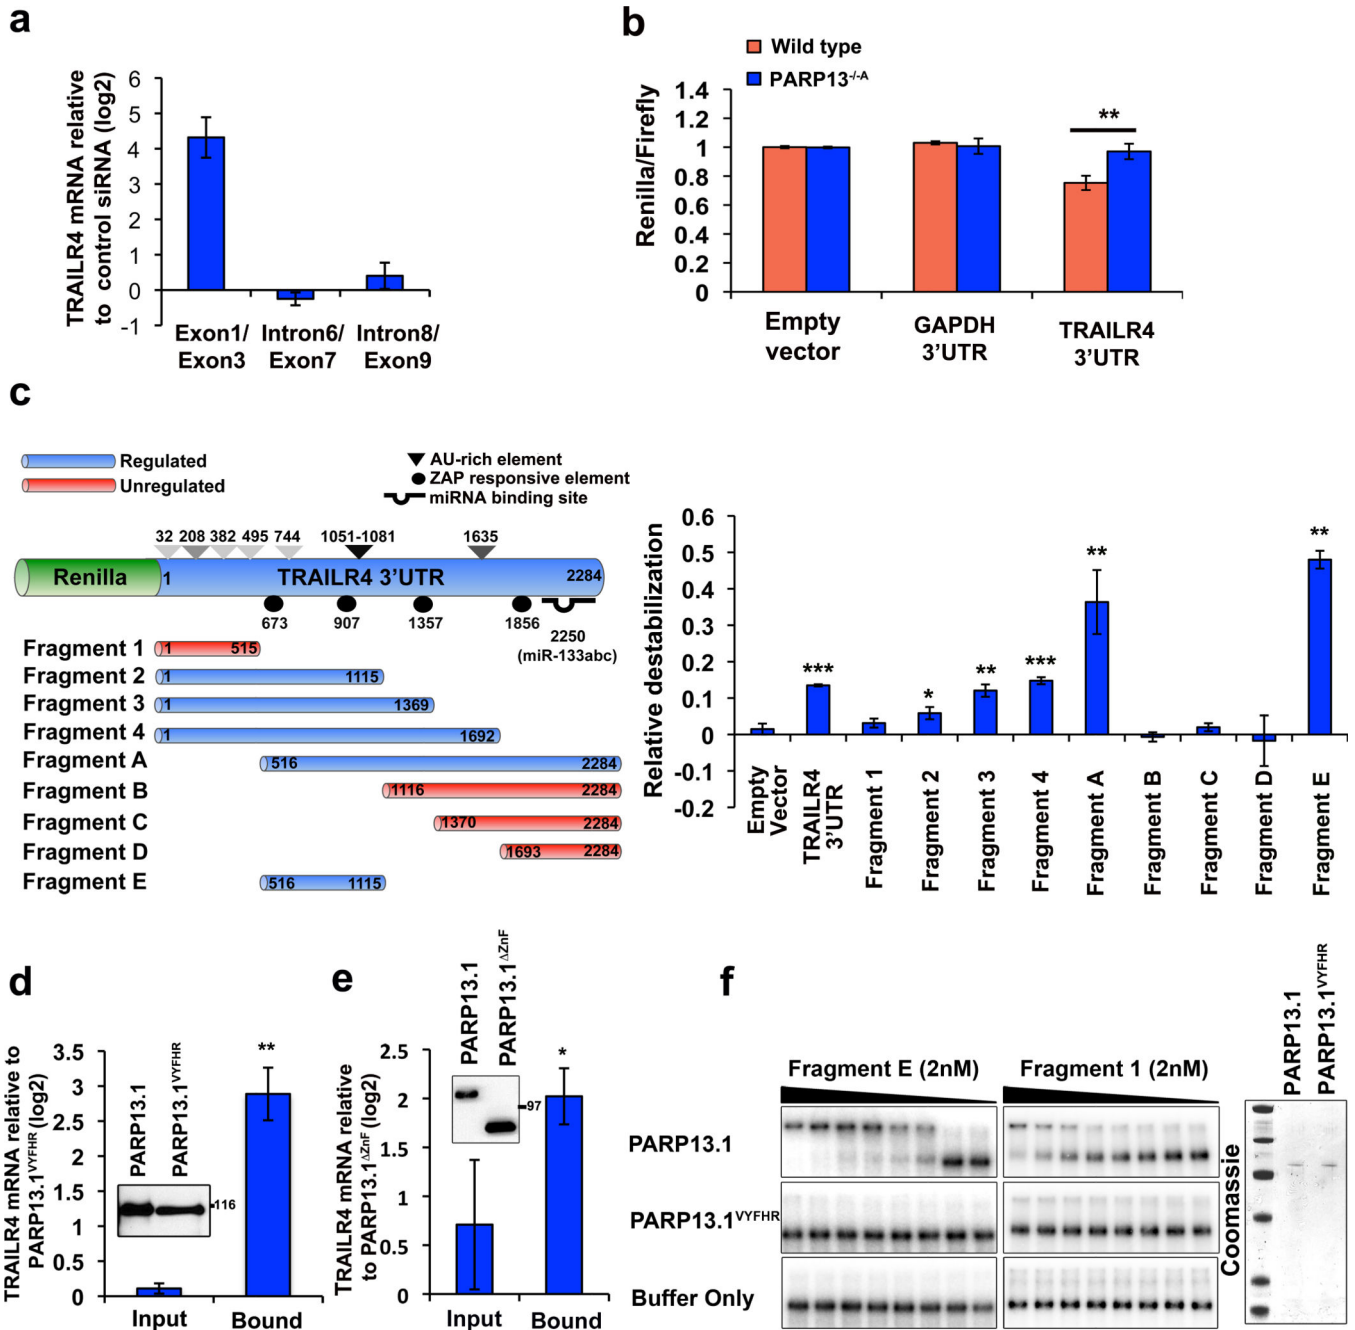 a
TRAILR4 mRNA relative
to control siRNA (log2)
6
5
4
3
2
1
0
-1
Exon1/
Exon3
Intron6/
Exon7
Intron8/
Exon9
b
Wild type
PARP13-/-A
Renilla/Firefly
1.4
1.2
1
0.8
0.6
0.4
0.2
0
**
Empty
vector
GAPDH
3'UTR
TRAILR4
3'UTR
c
Regulated
Unregulated
AU-rich element
ZAP responsive element
miRNA binding site
32 208 382 495 744 1051-1081 1635
Renilla
1
TRAILR4 3'UTR
2284
673 907 1357 1856
2250
(miR-133abc)
Fragment 1
1 515
Fragment 2
1 1115
Fragment 3
1 1369
Fragment 4
1 1692
Fragment A
516 2284
Fragment B
1116 2284
Fragment C
1370 2284
Fragment D
1693 2284
Fragment E
516 1115
Relative destabilization
0.6
0.5
0.4
0.3
0.2
0.1
0
-0.1
-0.2
***
*
**
***
**
**
Empty
Vector
TRAILR4
3'UTR
Fragment 1
Fragment 2
Fragment 3
Fragment 4
Fragment A
Fragment B
Fragment C
Fragment D
Fragment E
d
TRAILR4 mRNA relative to
PARP13.1VYFHR (log2)
3.5
3
2.5
2
1.5
1
0.5
0
PARP13.1
PARP13.1VYFHR
116
**
Input
Bound
e
TRAILR4 mRNA relative
to PARP13.1ΔZnF (log2)
2.5
2
1.5
1
0.5
0
PARP13.1
PARP13.1ΔZnF
97
*
Input
Bound
f
Fragment E (2nM)
Fragment 1 (2nM)
PARP13.1
PARP13.1VYFHR
Buffer Only
Coomassie
PARP13.1
PARP13.1VYFHR